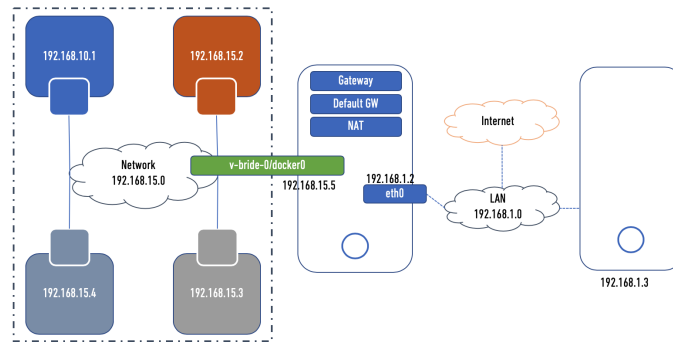 192.168.10.1
192.168.15.2
Gateway
Default GW
NAT
Internet
Network
192.168.15.0
v-bride-0/docker0
192.168.1.2
192.168.15.5
eth0
LAN
192.168.1.0
192.168.15.4
192.168.15.3
192.168.1.3